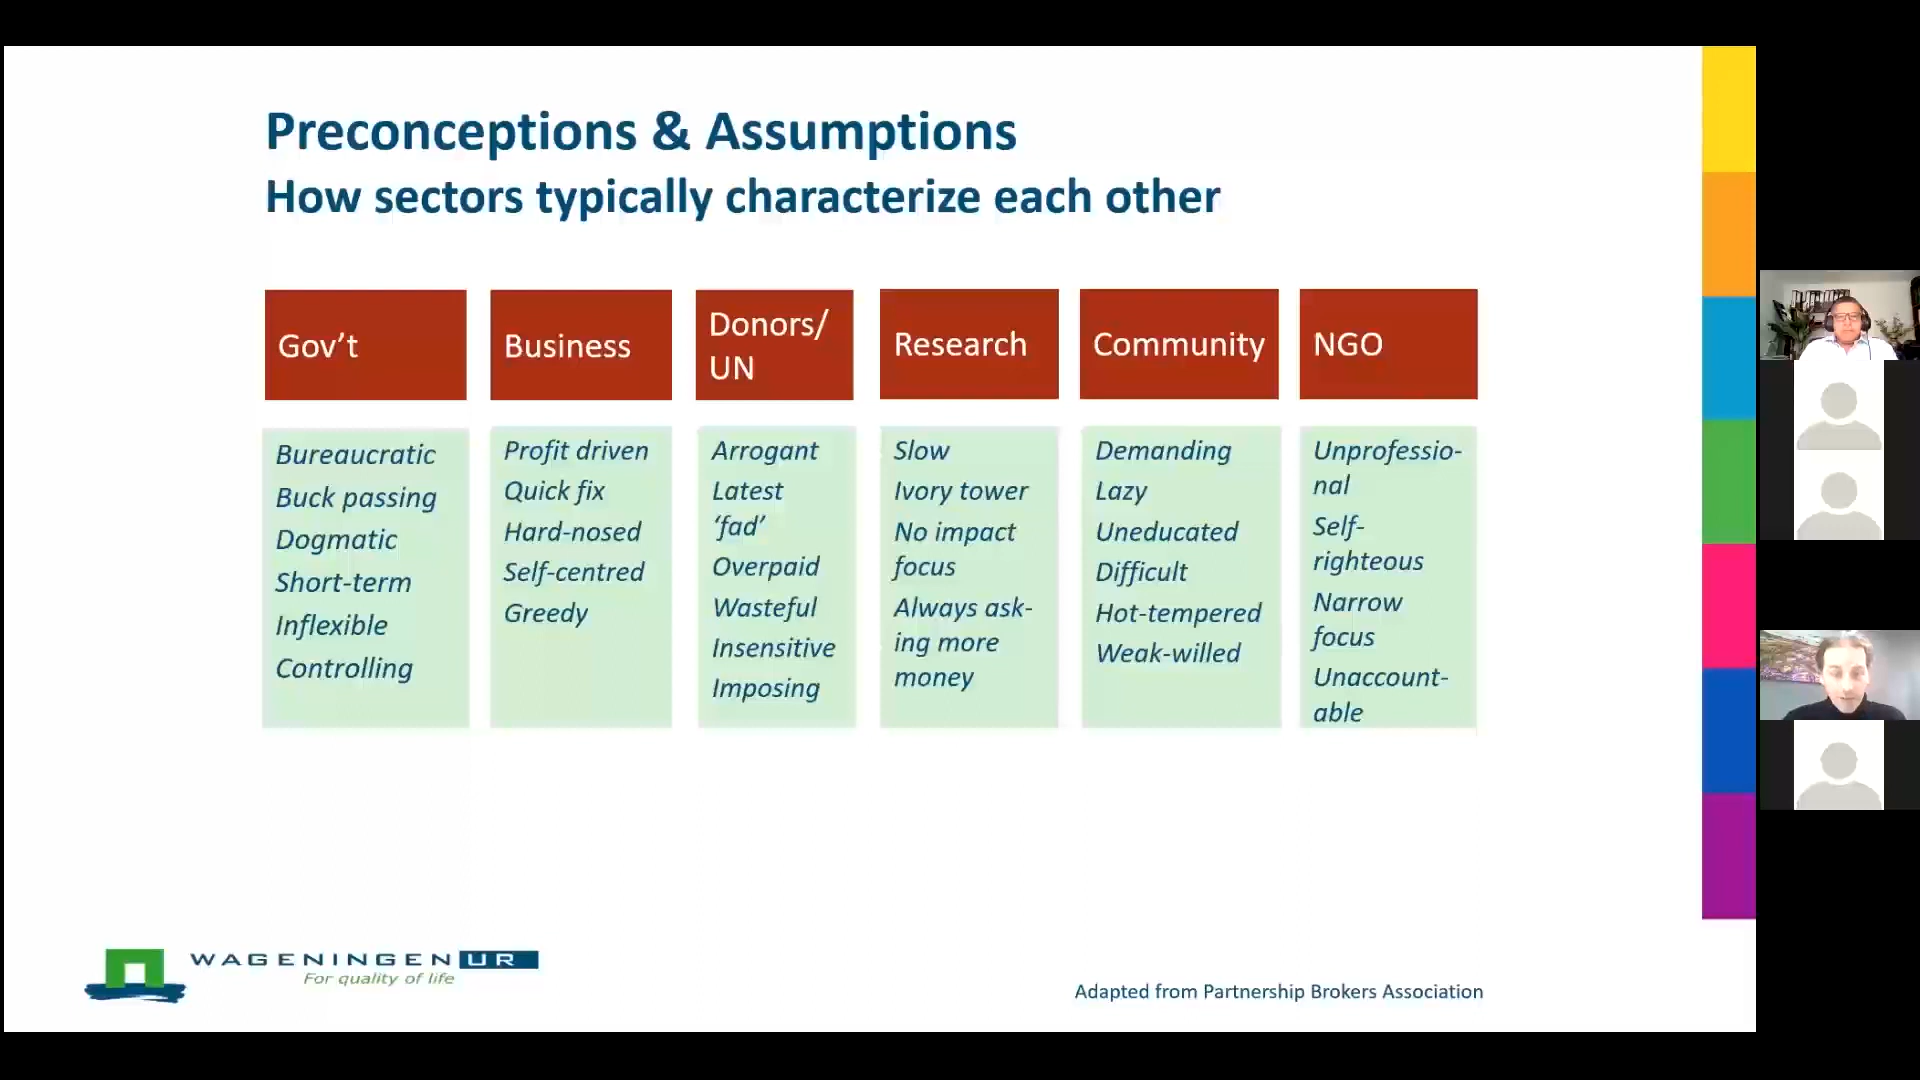 Preconceptions & Assumptions
How sectors typically characterize each other
Gov't
Bureaucratic
Buck passing
Dogmatic
Short-term
Inflexible
Controlling
Business
Profit driven
Quick fix
Hard-nosed
Self-centred
Greedy
Donors/
UN
Arrogant
Latest
‘fad’
Overpaid
Wasteful
Insensitive
Imposing
Research
Slow
Ivory tower
No impact
focus
Always ask-
ing more
money
Community
Demanding
Lazy
Uneducated
Difficult
Hot-tempered
Weak-willed
NGO
Unprofessio-
nal
Self-
righteous
Narrow
focus
Unaccount-
able
WAGENINGEN UR
For quality of life
Adapted from Partnership Brokers Association